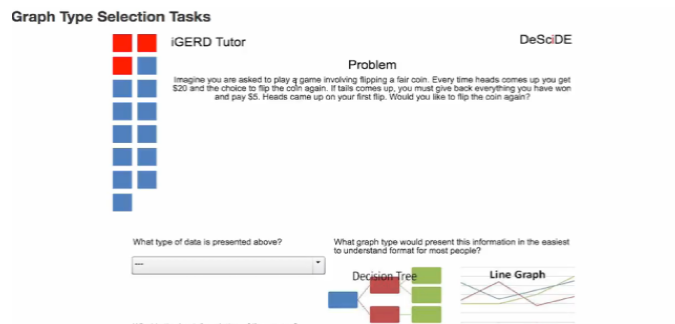 Graph Type Selection Tasks
iGERD Tutor
DeSciDE
Problem
Imagine you are asked to play a game involving flipping a fair coin. Every time heads comes up you get
$20 and the choice to flip the coin again. If tails comes up, you must give back everything you have won
and pay $5. Heads came up on your first flip. Would you like to flip the coin again?
What type of data is presented above?
---
What graph type would present this information in the easiest
to understand format for most people?
Decision Tree
Line Graph